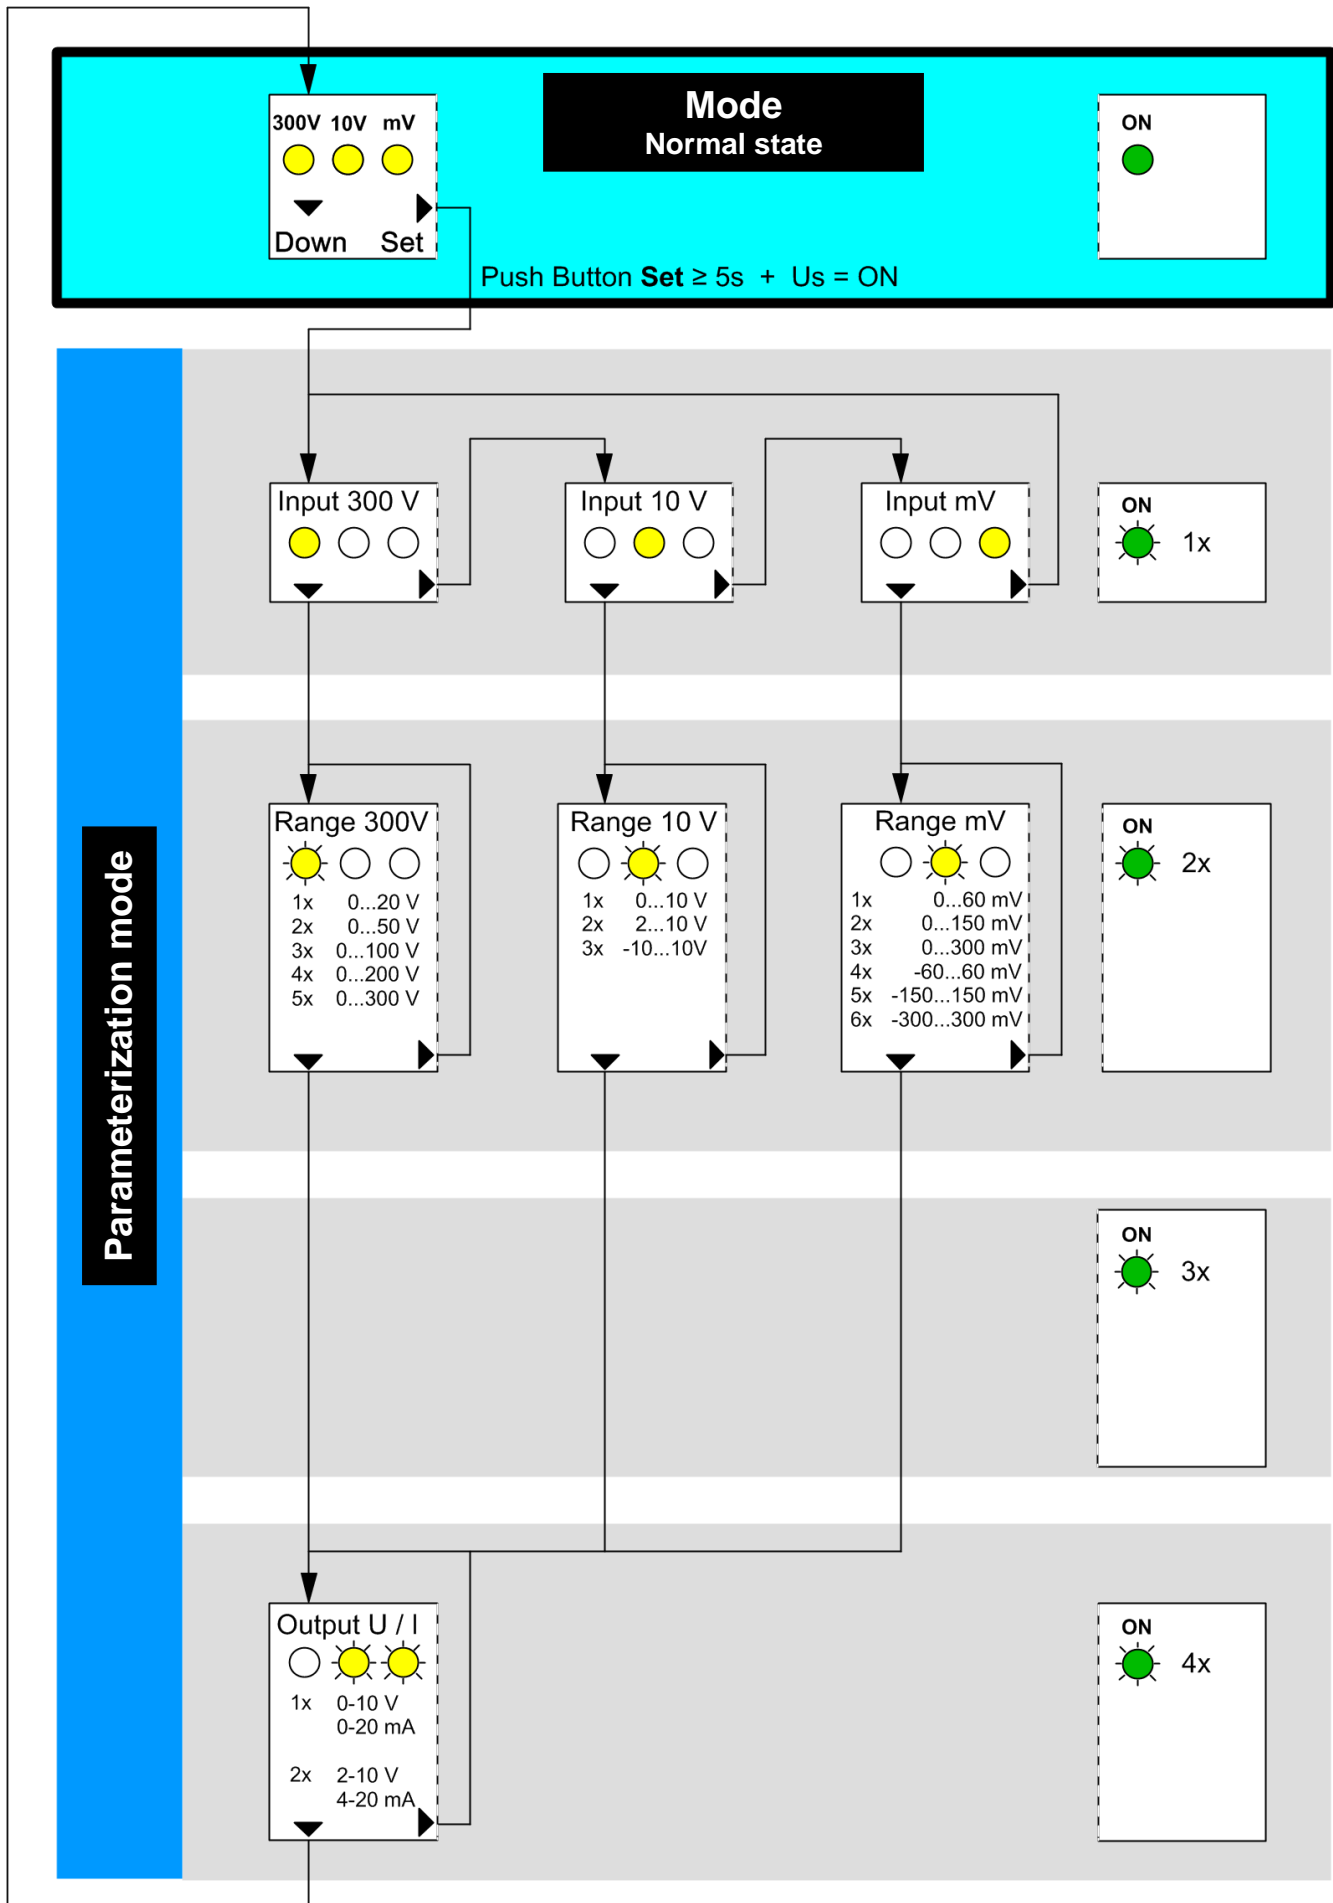 Mode
Normal state
300V 10V mV
ON
Down Set
Push Button Set ≥ 5s + Us = ON
Parameterization mode
Input 300 V
Input 10 V
Input mV
ON
1x
Range 300V
1x 0...20 V
2x 0...50 V
3x 0...100 V
4x 0...200 V
5x 0...300 V
Range 10 V
1x 0...10 V
2x 2...10 V
3x -10...10V
Range mV
1x 0...60 mV
2x 0...150 mV
3x 0...300 mV
4x -60...60 mV
5x -150...150 mV
6x -300...300 mV
ON
2x
ON
3x
Output U / I
1x 0-10 V
0-20 mA
2x 2-10 V
4-20 mA
ON
4x